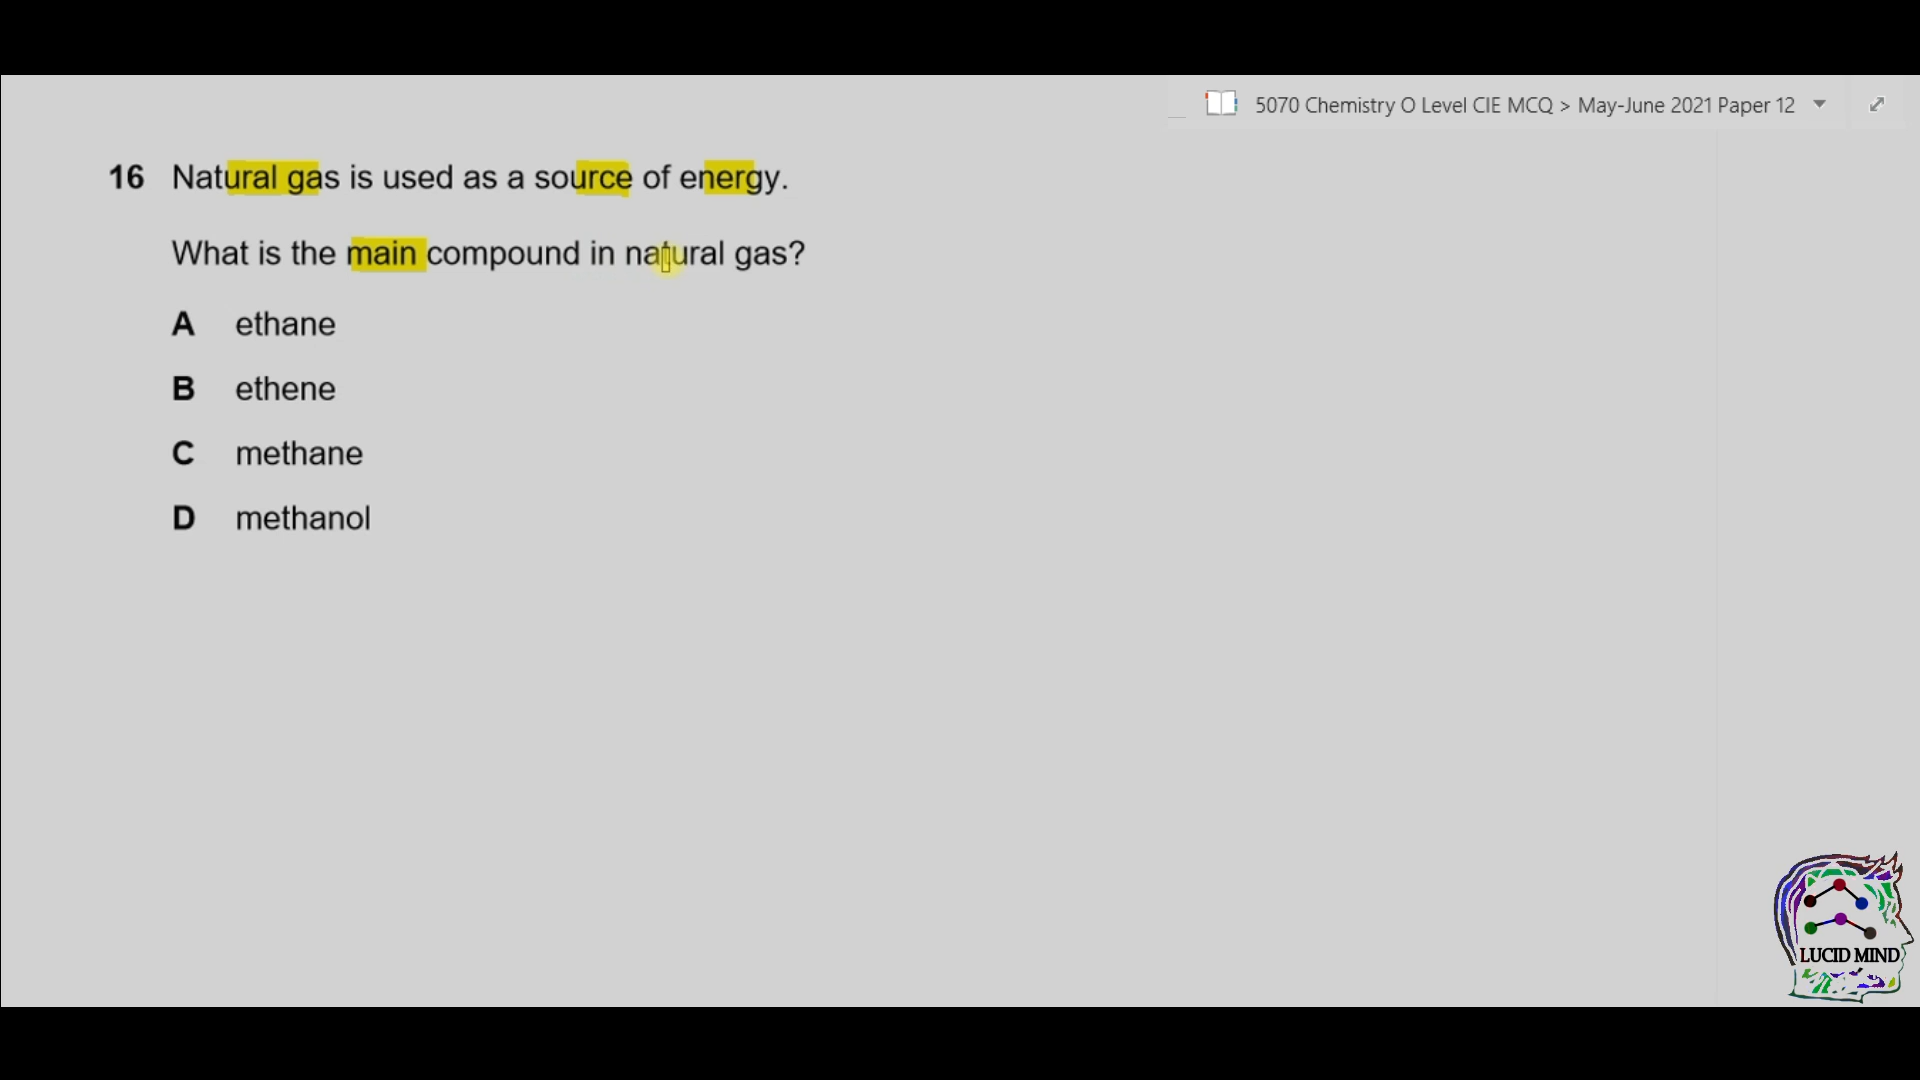 5070 Chemistry O Level CIE MCQ > May-June 2021 Paper 12
16 Natural gas is used as a source of energy.
What is the main compound in natural gas?
A ethane
B ethene
C methane
D methanol
LUCID MIND